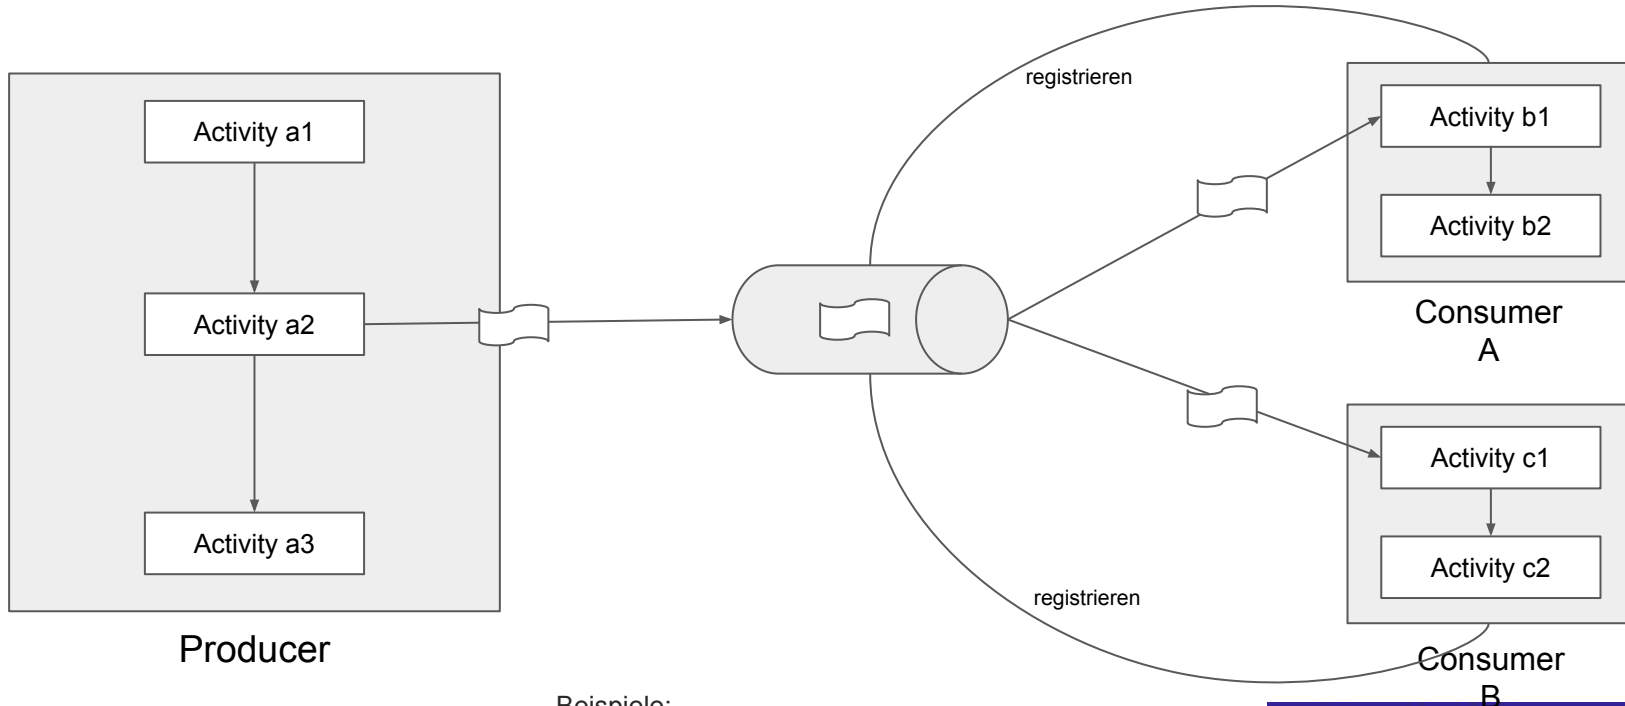 Activity a1
Activity a2
Activity a3
Producer
registrieren
registrieren
Activity b1
Activity b2
Consumer
A
Activity c1
Activity c2
Consumer
B
Beispiele: